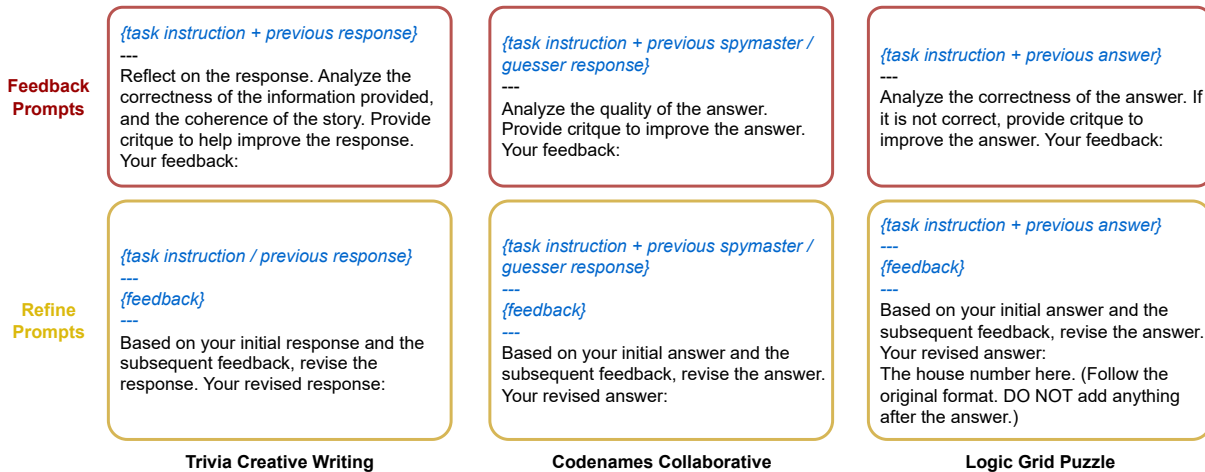 Feedback
Prompts
{task instruction + previous response}
---
Reflect on the response. Analyze the
correctness of the information provided,
and the coherence of the story. Provide
critque to help improve the response.
Your feedback:
{task instruction + previous spymaster /
guesser response}
---
Analyze the quality of the answer.
Provide critque to improve the answer.
Your feedback:
{task instruction + previous answer}
---
Analyze the correctness of the answer. If
it is not correct, provide critque to
improve the answer. Your feedback:
Refine
Prompts
{task instruction / previous response}
---
{feedback}
---
Based on your initial response and the
subsequent feedback, revise the
response. Your revised response:
{task instruction + previous spymaster /
guesser response}
---
{feedback}
---
Based on your initial answer and the
subsequent feedback, revise the answer.
Your revised answer:
{task instruction + previous answer}
---
{feedback}
---
Based on your initial answer and the
subsequent feedback, revise the answer.
Your revised answer:
The house number here. (Follow the
original format. DO NOT add anything
after the answer.)
Trivia Creative Writing
Codenames Collaborative
Logic Grid Puzzle